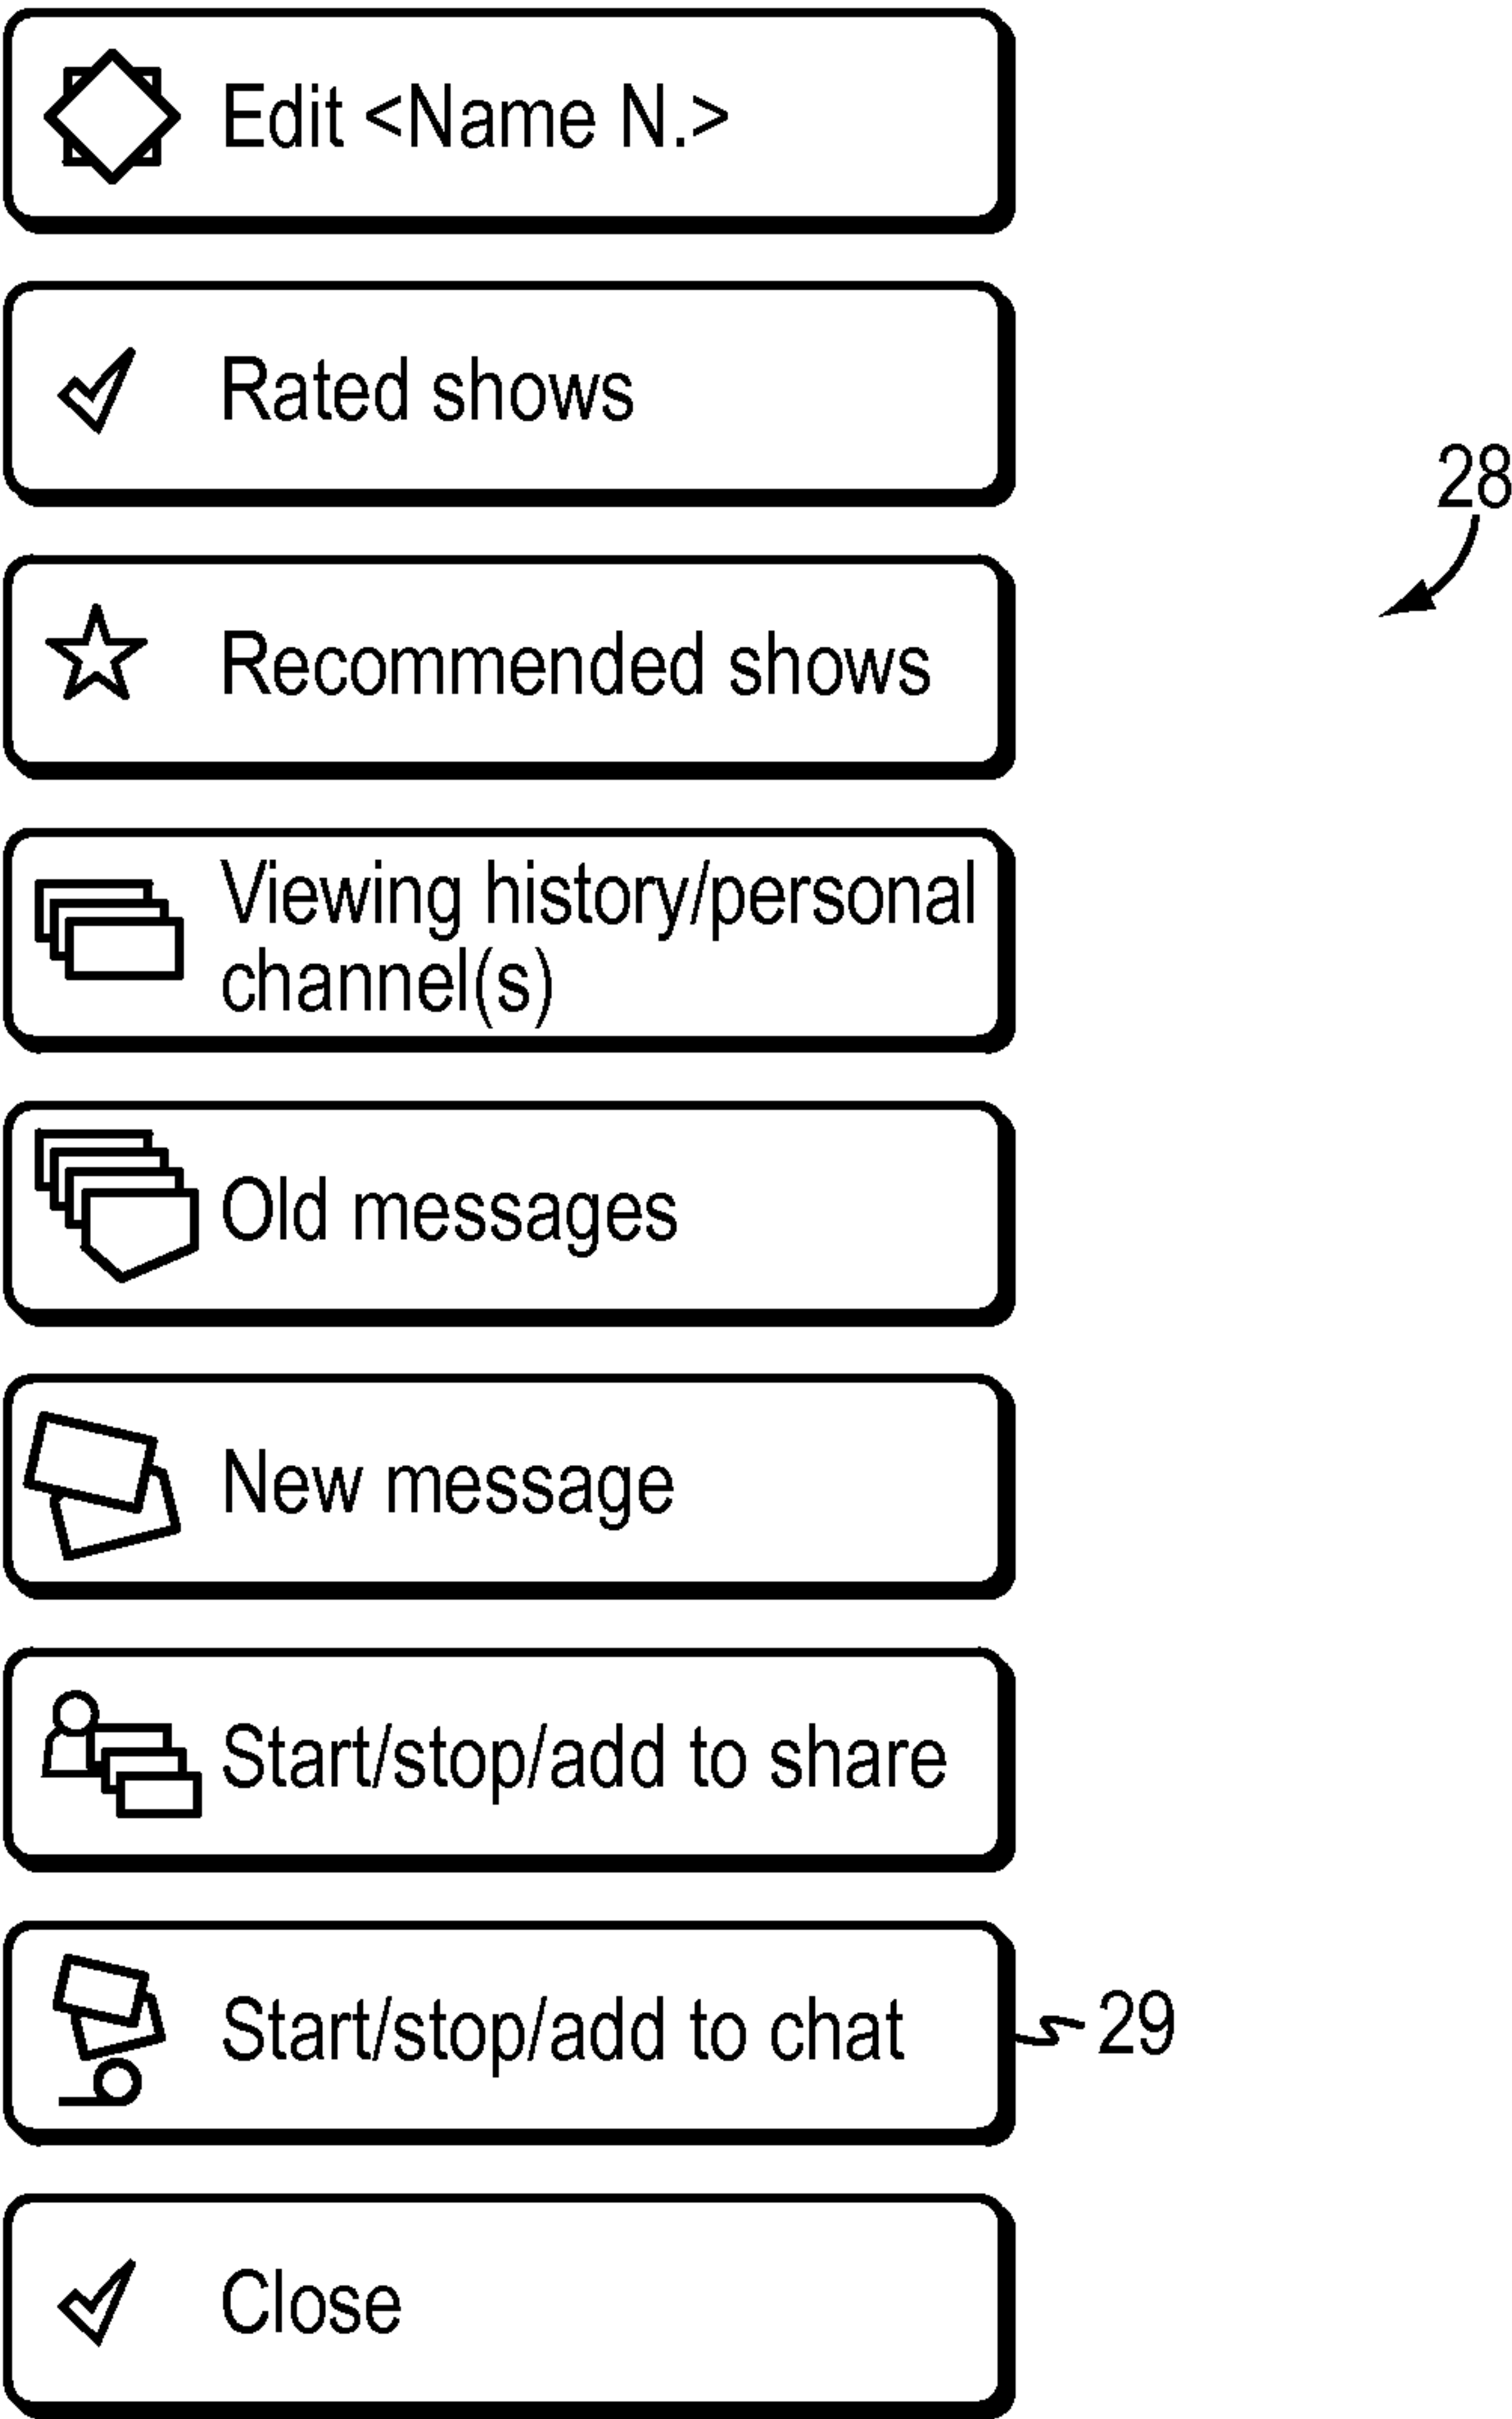 Edit <Name N.>
Rated shows
28
Recommended shows
Viewing history/personal
channel(s)
Old messages
New message
Start/stop/add to share
Start/stop/add to chat
29
Close